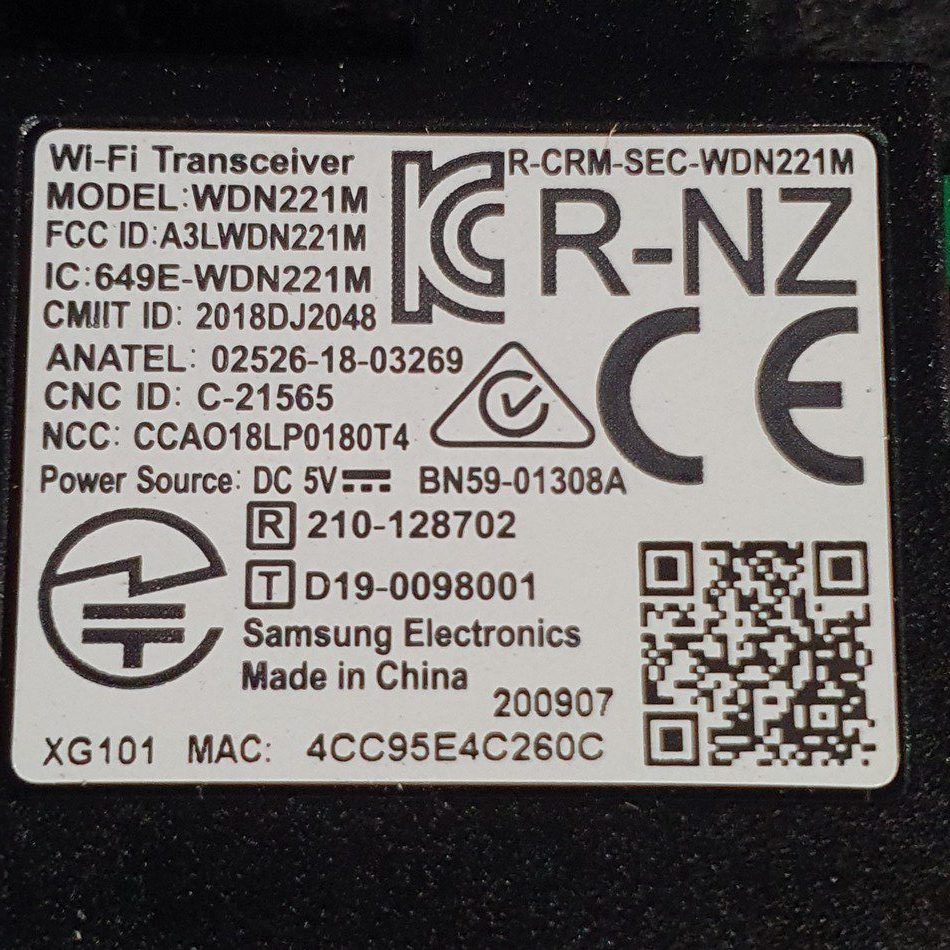 Wi-Fi Transceiver
R-CRM-SEC-WDN221M
MODEL:WDN221M
R-NZ
FCC ID:A3LWDN221M
IC:649E-WDN221M
CMIIT ID: 2018DJ2048
CE
ANATEL: 02526-18-03269
CNC ID: C-21565
NCC: CCAO18LP0180T4
Power Source: DC 5V⎓ BN59-01308A
R 210-128702
T D19-0098001
Samsung Electronics
Made in China
200907
XG101 MAC: 4CC95E4C260C